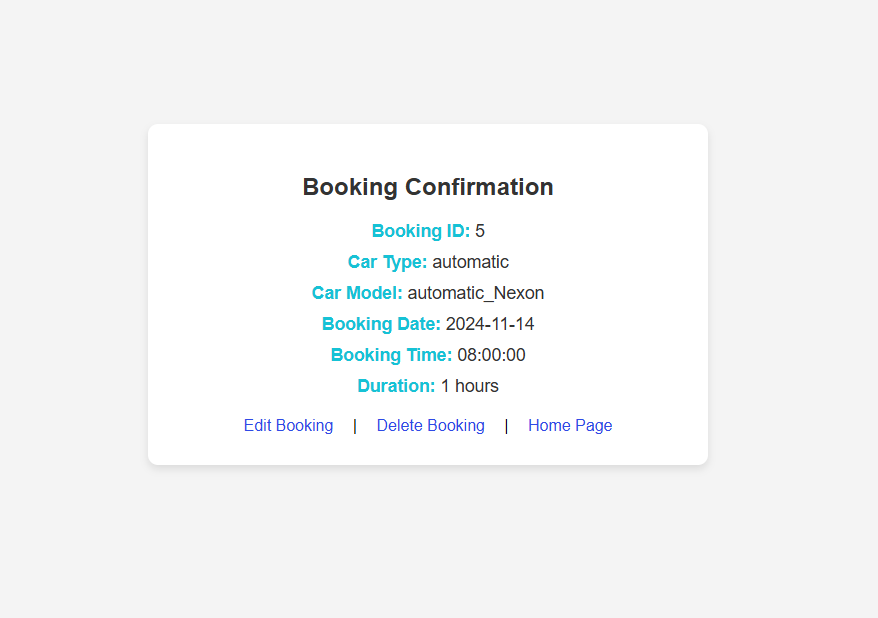 Booking Confirmation
Booking ID: 5
Car Type: automatic
Car Model: automatic_Nexon
Booking Date: 2024-11-14
Booking Time: 08:00:00
Duration: 1 hours
Edit Booking | Delete Booking | Home Page